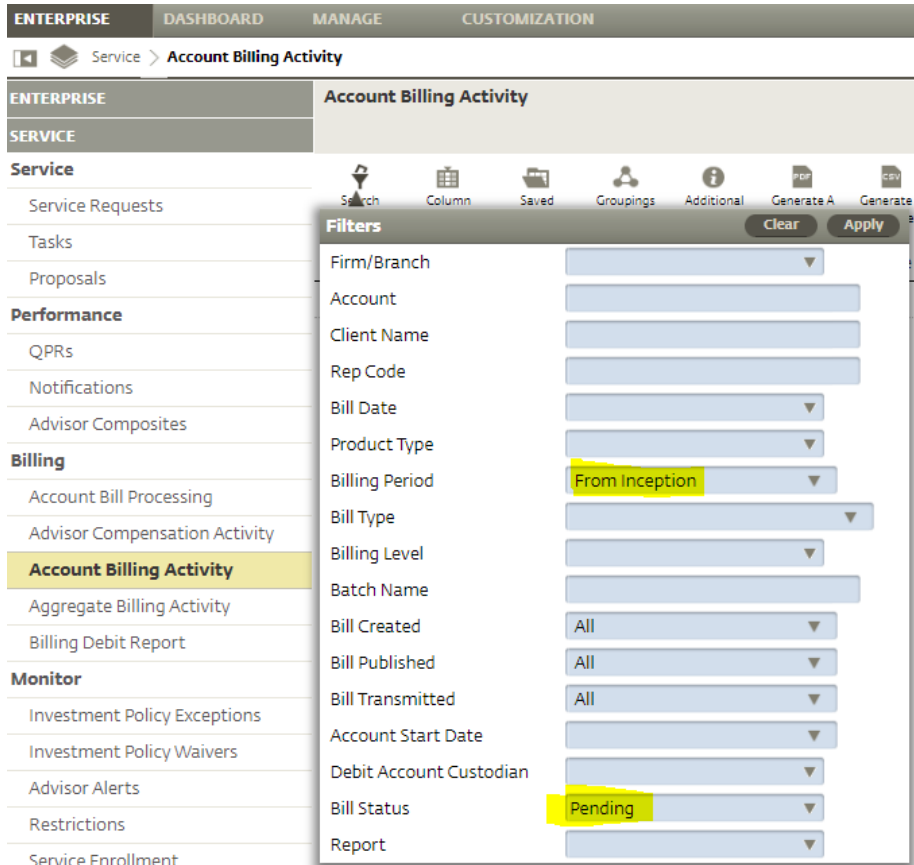 ENTERPRISE DASHBOARD MANAGE CUSTOMIZATION
Service > Account Billing Activity
ENTERPRISE
SERVICE
Service
Service Requests
Tasks
Proposals
Performance
QPRs
Notifications
Advisor Composites
Billing
Account Bill Processing
Advisor Compensation Activity
Account Billing Activity
Aggregate Billing Activity
Billing Debit Report
Monitor
Investment Policy Exceptions
Investment Policy Waivers
Advisor Alerts
Restrictions
Service Enrollment
Account Billing Activity
Search Column Saved Groupings Additional Generate A Generate
PDF CSV
Filters Clear Apply
Firm/Branch
Account
Client Name
Rep Code
Bill Date
Product Type
Billing Period From Inception
Bill Type
Billing Level
Batch Name
Bill Created All
Bill Published All
Bill Transmitted All
Account Start Date
Debit Account Custodian
Bill Status Pending
Report